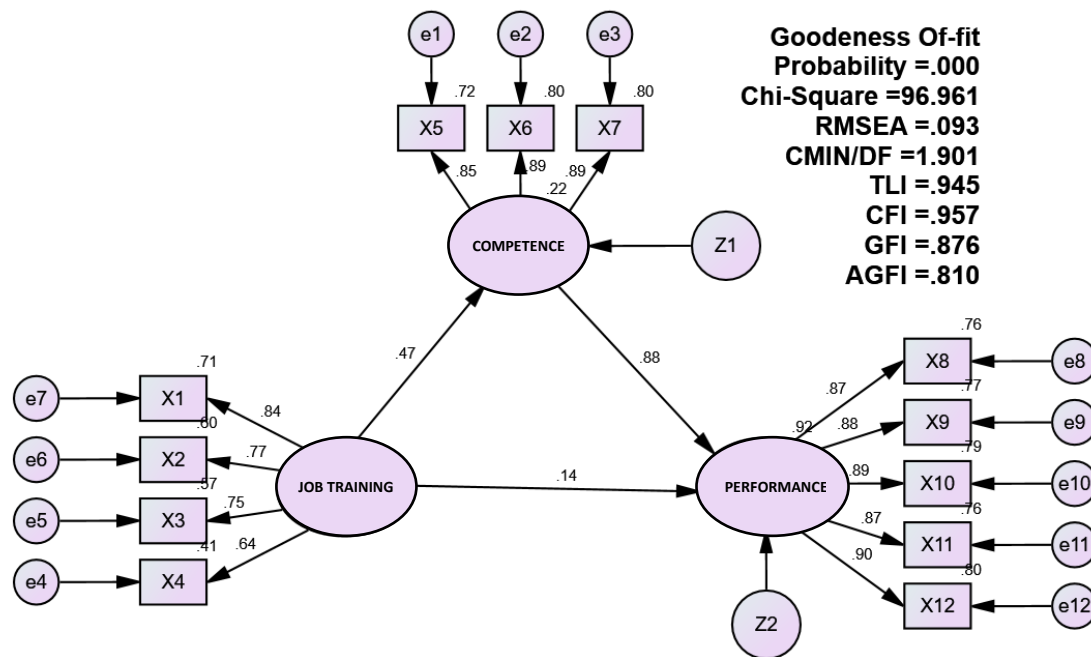 Goodeness Of-fit
Probability =.000
Chi-Square =96.961
RMSEA =.093
CMIN/DF =1.901
TLI =.945
CFI =.957
GFI =.876
AGFI =.810
e1
e2
e3
.72
.80
.80
X5
X6
X7
.85
.89
.89
.22
COMPETENCE
Z1
.47
.88
.71
e7
X1
.84
.60
e6
X2
.77
.57
e5
X3
.75
.41
e4
X4
.64
JOB TRAINING
.14
.92
PERFORMANCE
Z2
.76
.87
X8
e8
.77
.88
X9
e9
.79
.89
X10
e10
.76
.87
X11
e11
.80
.90
X12
e12